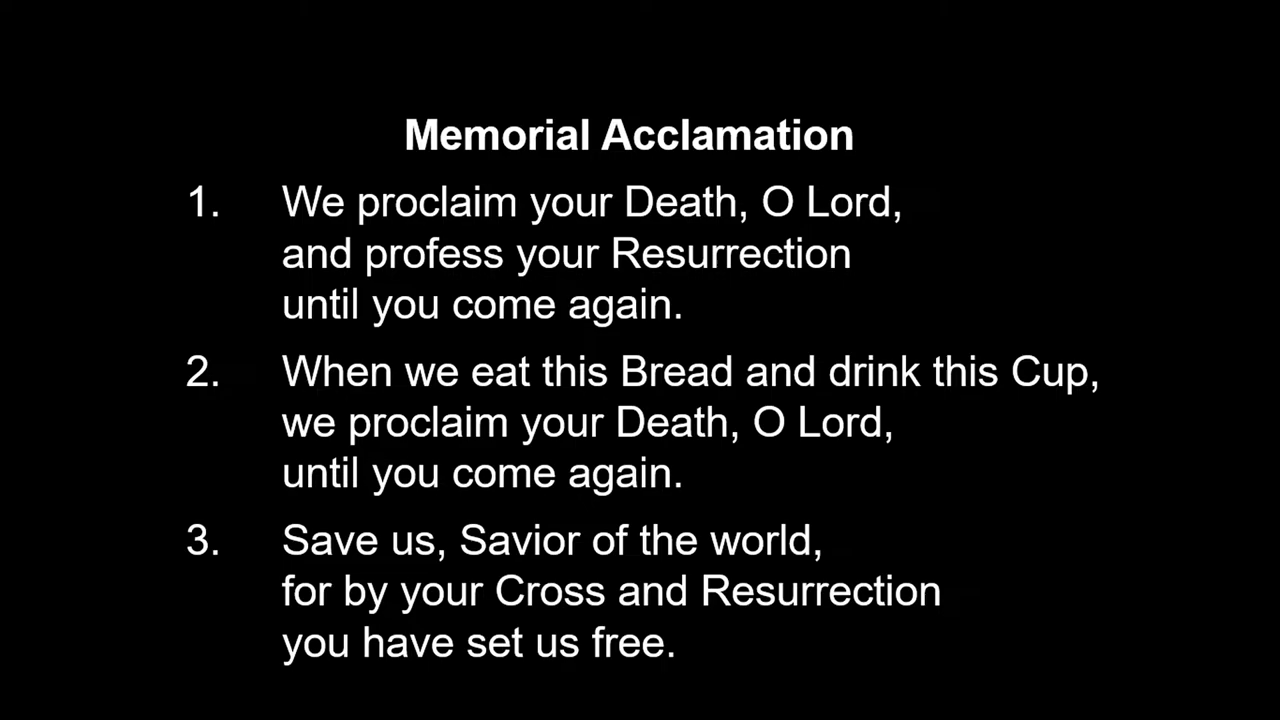 Memorial Acclamation
1. We proclaim your Death, O Lord,
and profess your Resurrection
until you come again.
2. When we eat this Bread and drink this Cup,
we proclaim your Death, O Lord,
until you come again.
3. Save us, Savior of the world,
for by your Cross and Resurrection
you have set us free.